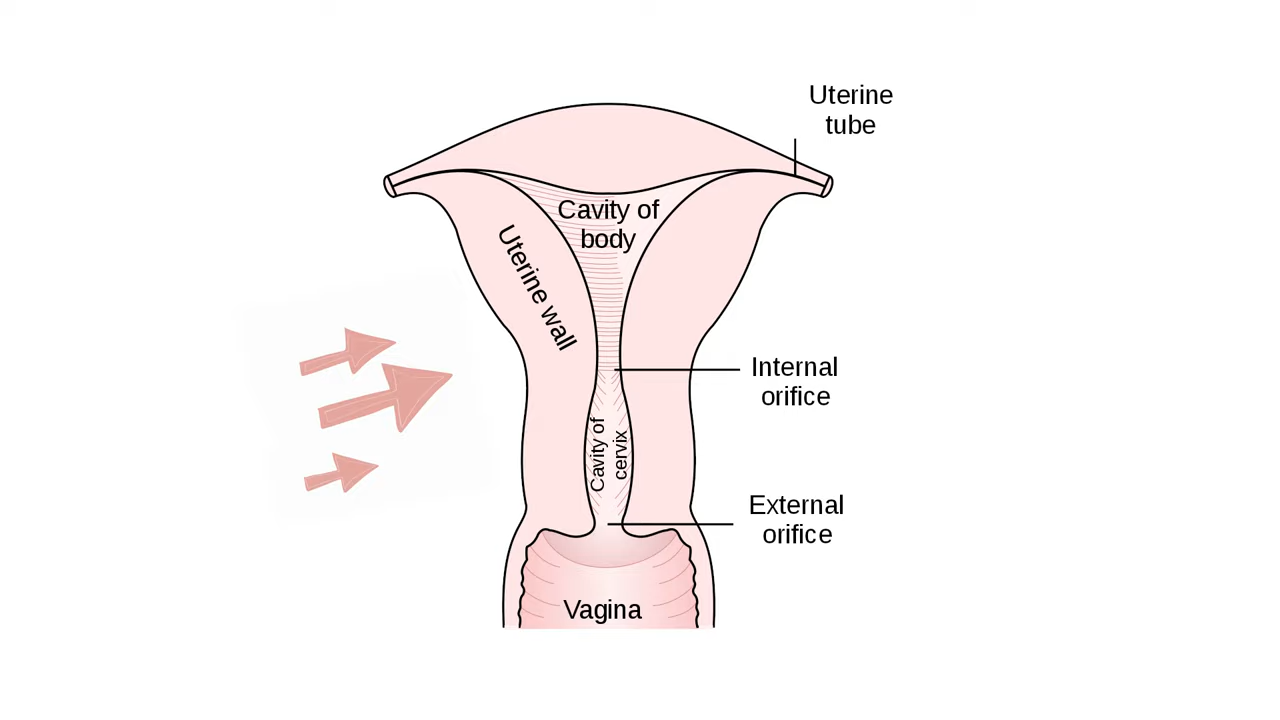 Uterine
tube
Cavity of
body
Uterine wall
Internal
orifice
Cavity of
cervix
External
orifice
Vagina